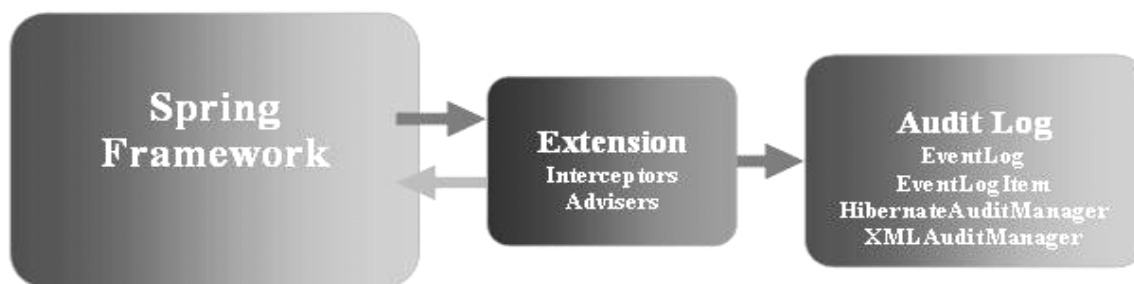 Spring
Framework
Extension
Interceptors
Advisers
Audit Log
EventLog
EventLogItem
HibernateAuditManager
XMLAuditManager